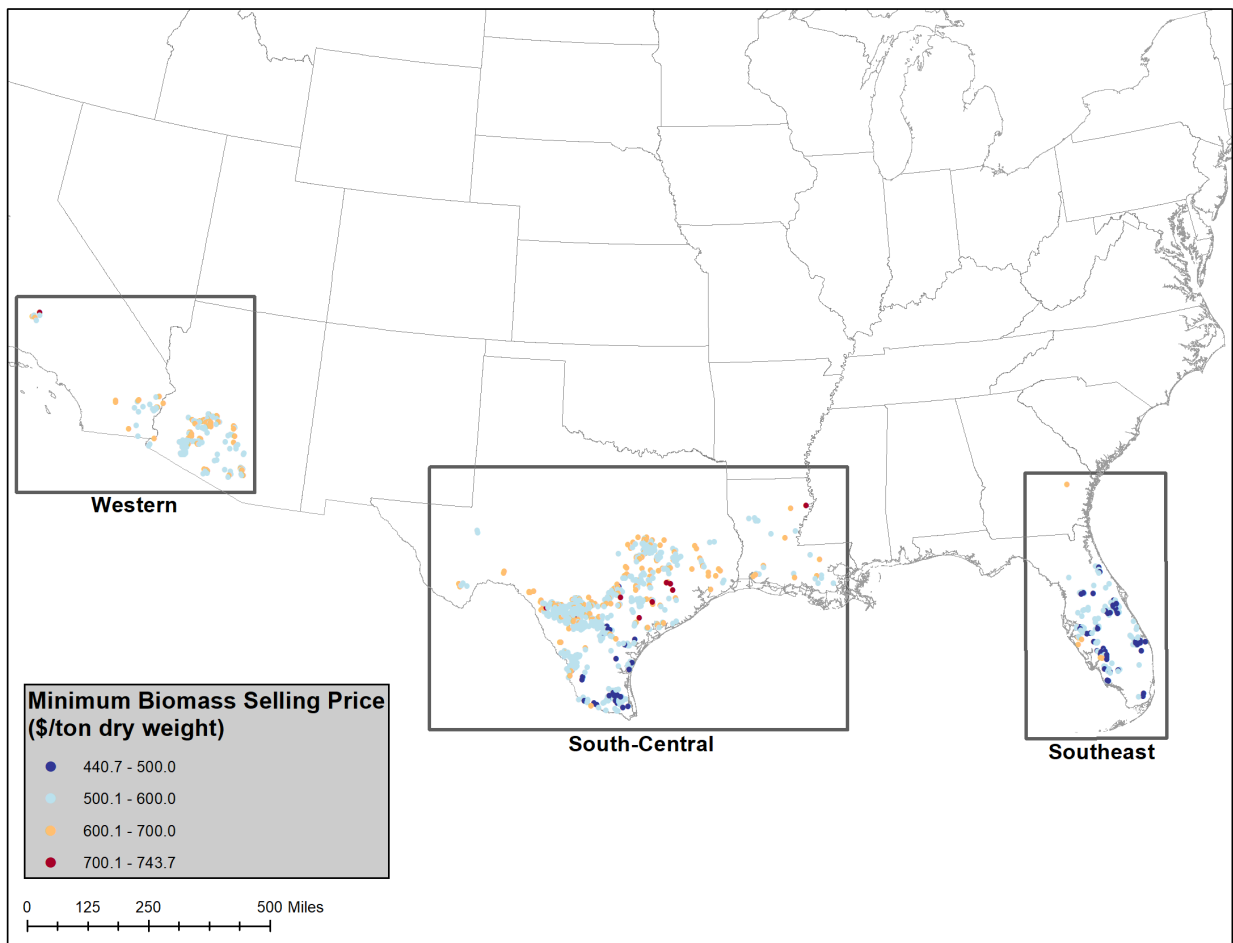 Western
South-Central
Southeast
Minimum Biomass Selling Price
($/ton dry weight)
440.7 - 500.0
500.1 - 600.0
600.1 - 700.0
700.1 - 743.7
0 125 250 500 Miles